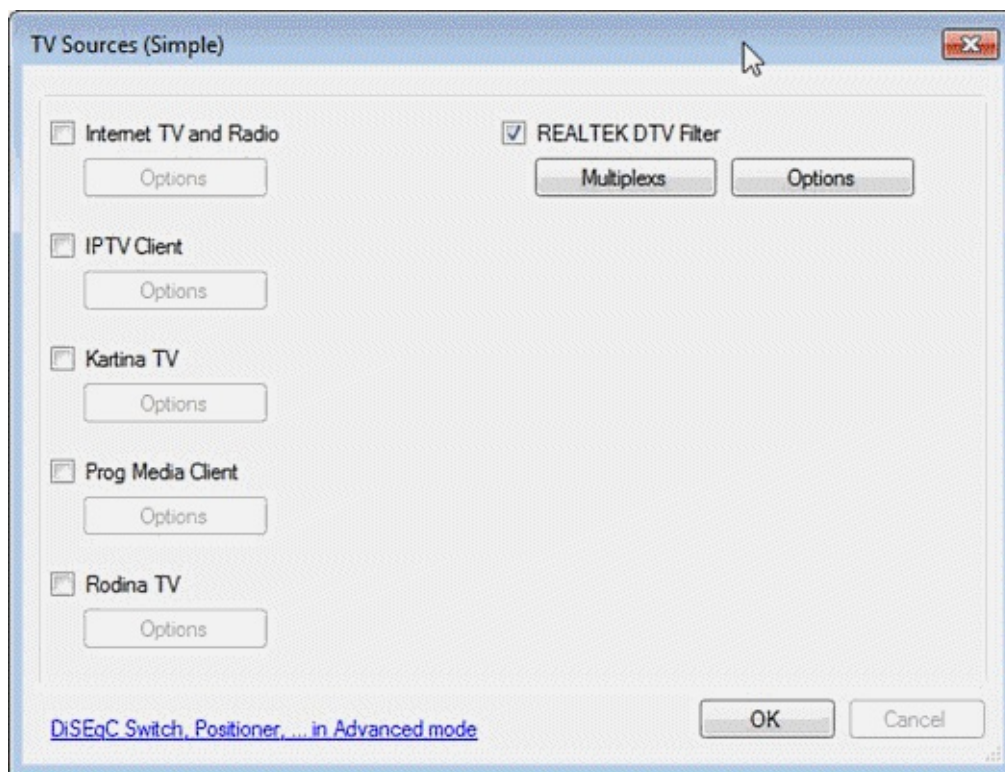 TV Sources (Simple)
Internet TV and Radio
Options
IPTV Client
Options
Kartina TV
Options
Prog Media Client
Options
Rodina TV
Options
REALTEK DTV Filter
Multiplexs Options
DiSEqC Switch, Positioner, ... in Advanced mode
OK Cancel